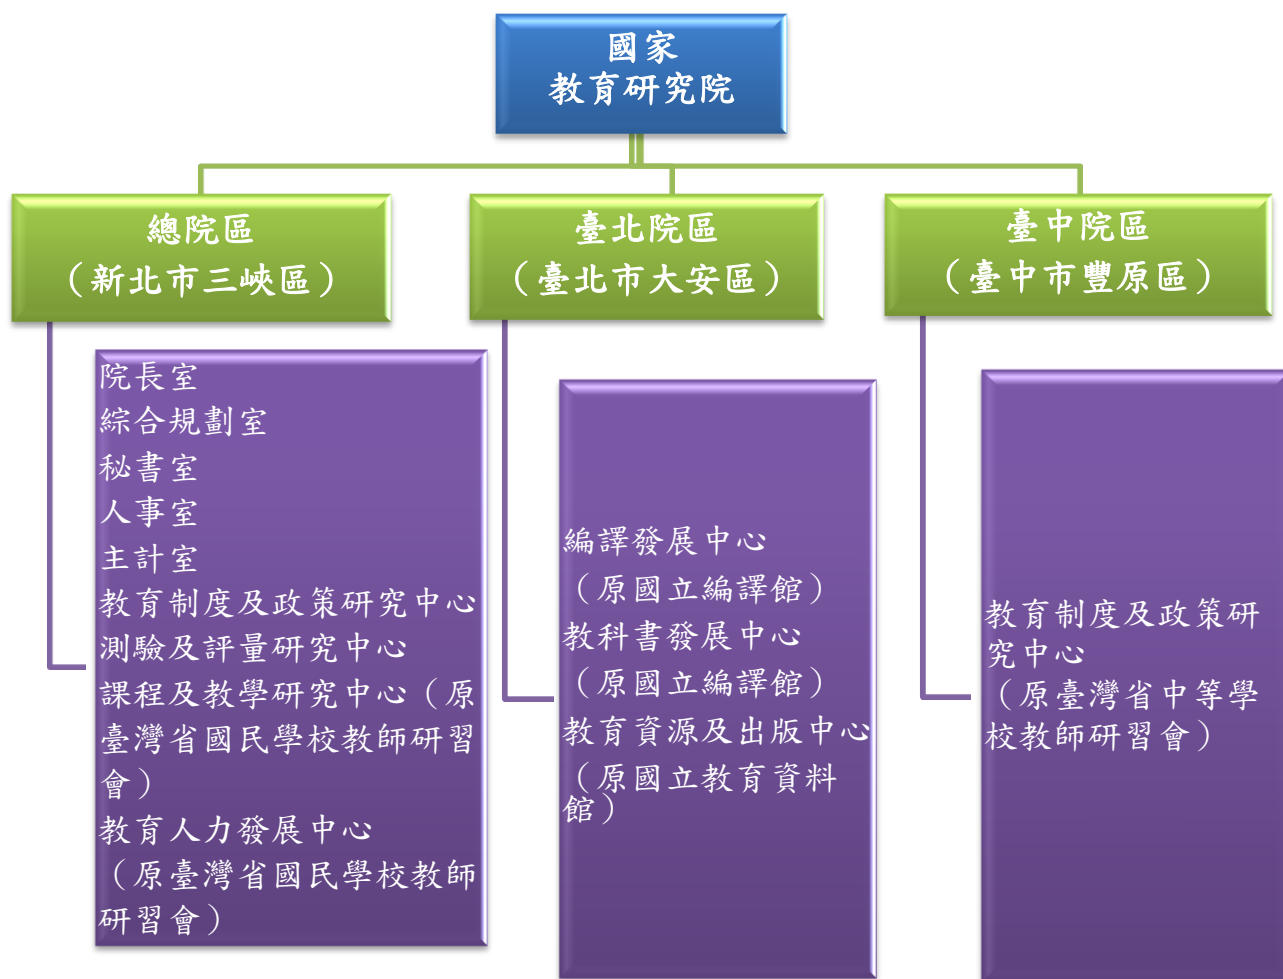 國家
教育研究院
總院區
（新北市三峽區）
臺北院區
（臺北市大安區）
臺中院區
（臺中市豐原區）
院長室
綜合規劃室
秘書室
人事室
主計室
教育制度及政策研究中心
測驗及評量研究中心
課程及教學研究中心（原
臺灣省國民學校教師研習
會）
教育人力發展中心
（原臺灣省國民學校教師
研習會）
編譯發展中心
（原國立編譯館）
教科書發展中心
（原國立編譯館）
教育資源及出版中心
（原國立教育資料
館）
教育制度及政策研
究中心
（原臺灣省中等學
校教師研習會）